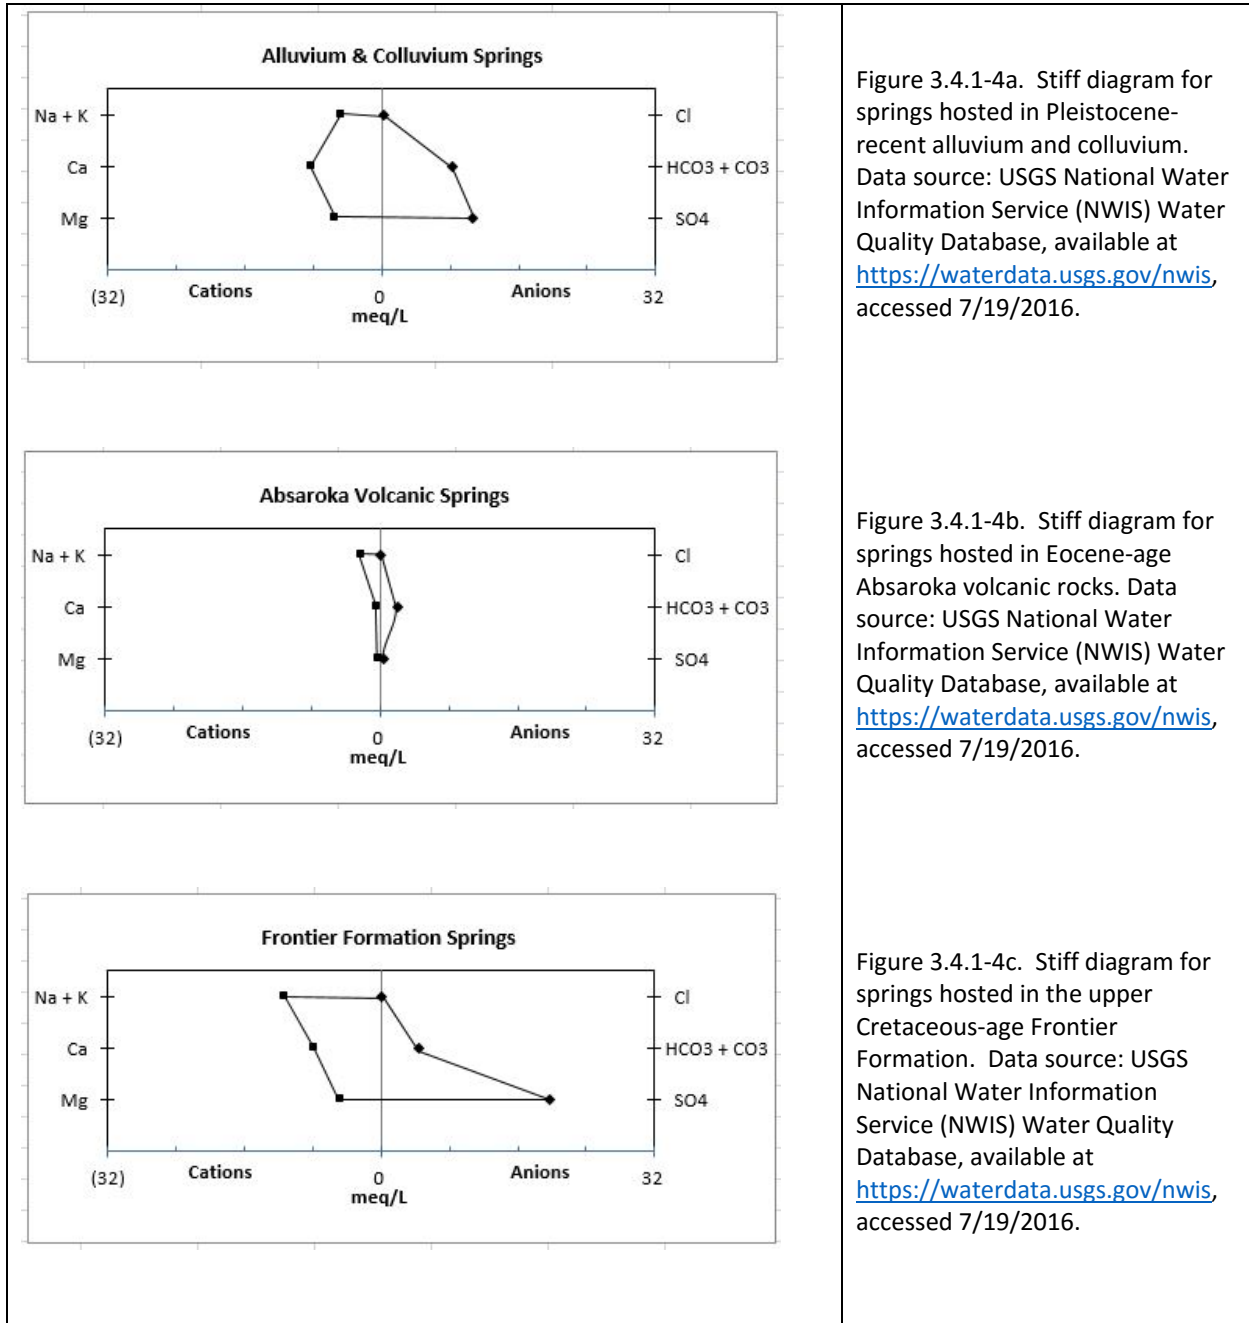 Alluvium & Colluvium Springs
Na + K
Cl
Ca
HCO3 + CO3
Mg
SO4
(32)
Cations
0
Anions
32
meq/L
Figure 3.4.1-4a.  Stiff diagram for
springs hosted in Pleistocene-
recent alluvium and colluvium.
Data source: USGS National Water
Information Service (NWIS) Water
Quality Database, available at
https://waterdata.usgs.gov/nwis,
accessed 7/19/2016.
Absaroka Volcanic Springs
Na + K
Cl
Ca
HCO3 + CO3
Mg
SO4
(32)
Cations
0
Anions
32
meq/L
Figure 3.4.1-4b.  Stiff diagram for
springs hosted in Eocene-age
Absaroka volcanic rocks. Data
source: USGS National Water
Information Service (NWIS) Water
Quality Database, available at
https://waterdata.usgs.gov/nwis,
accessed 7/19/2016.
Frontier Formation Springs
Na + K
Cl
Ca
HCO3 + CO3
Mg
SO4
(32)
Cations
0
Anions
32
meq/L
Figure 3.4.1-4c.  Stiff diagram for
springs hosted in the upper
Cretaceous-age Frontier
Formation.  Data source: USGS
National Water Information
Service (NWIS) Water Quality
Database, available at
https://waterdata.usgs.gov/nwis,
accessed 7/19/2016.